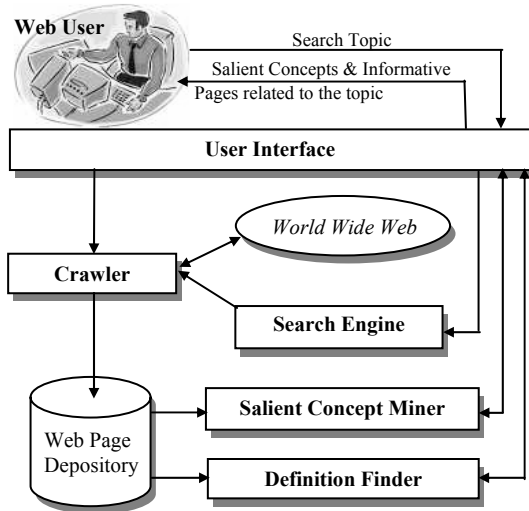 Web User
Search Topic
Salient Concepts & Informative
Pages related to the topic
User Interface
World Wide Web
Crawler
Search Engine
Salient Concept Miner
Web Page
Depository
Definition Finder